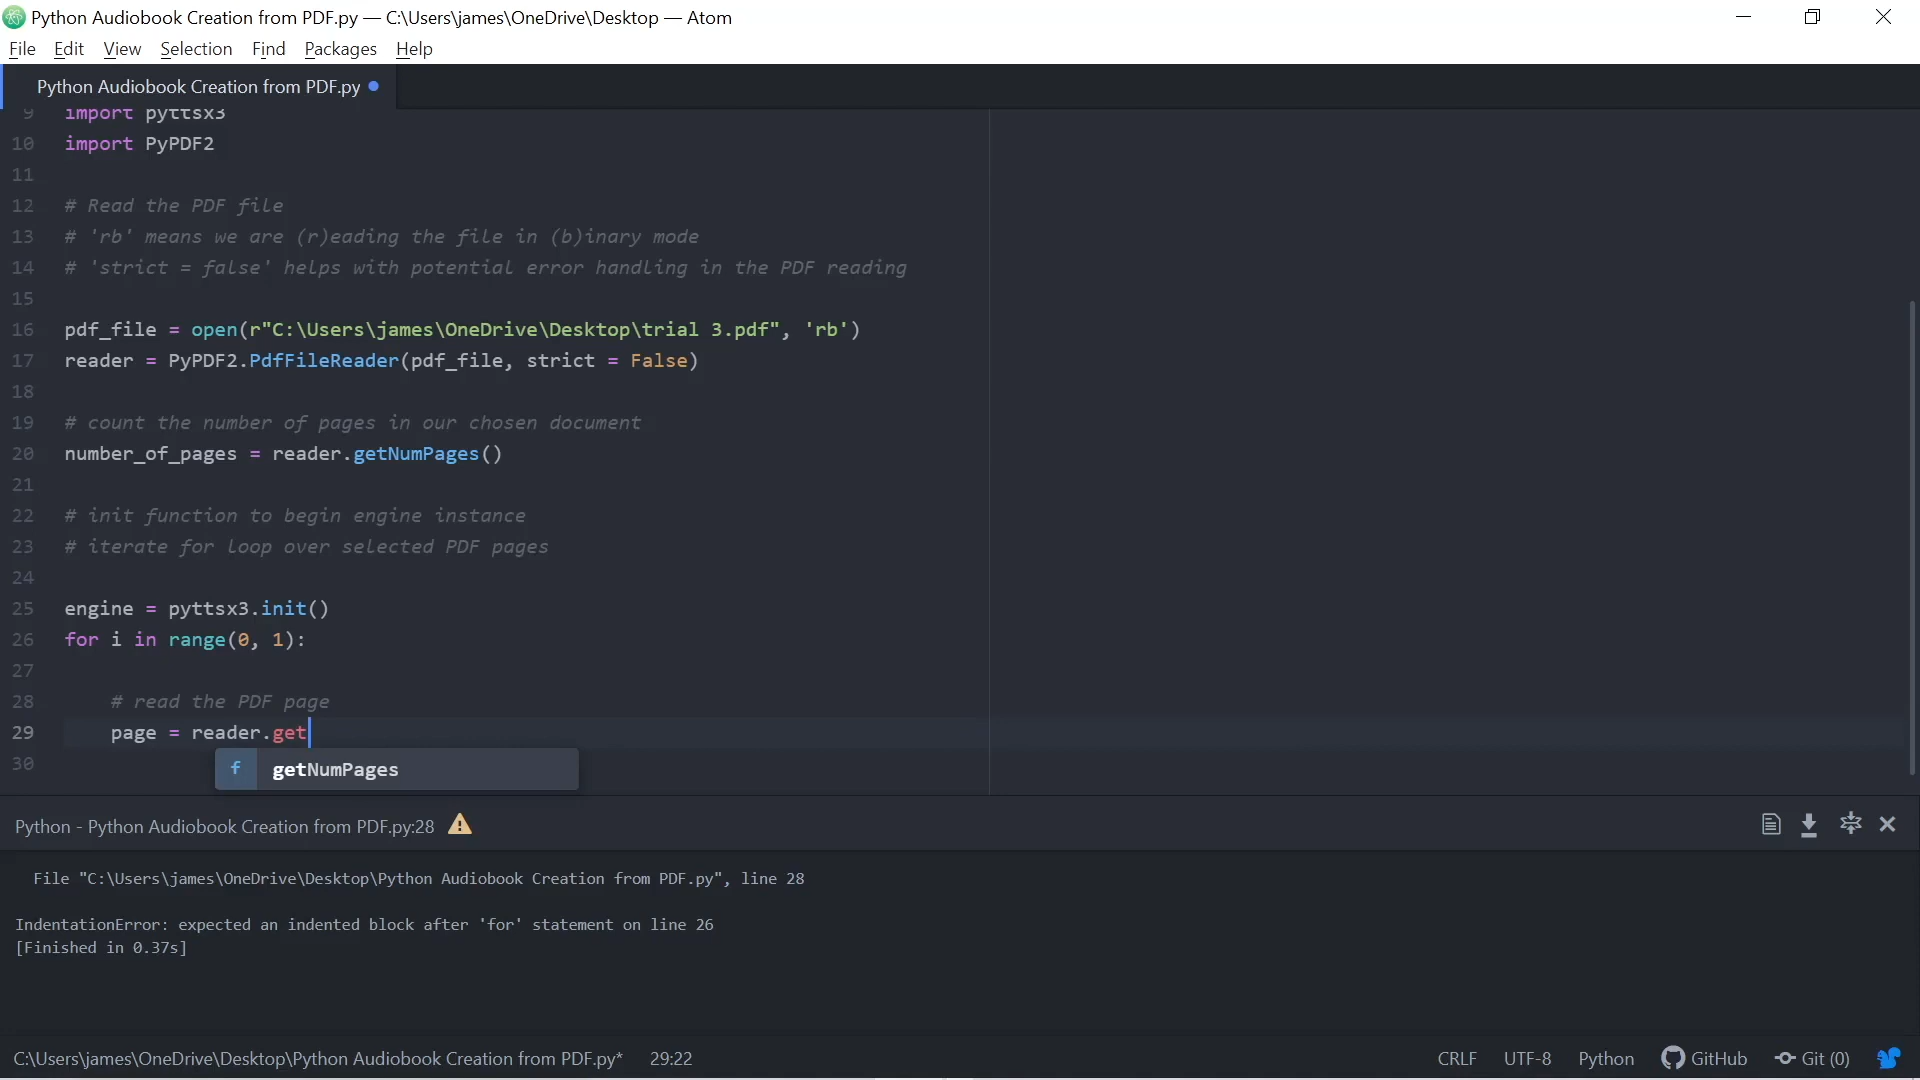 Python Audiobook Creation from PDF.py — C:\Users\james\OneDrive\Desktop — Atom
File Edit View Selection Find Packages Help
Python Audiobook Creation from PDF.py
9 import pyttsx3
10 import PyPDF2
11
12 # Read the PDF file
13 # 'rb' means we are (r)eading the file in (b)inary mode
14 # 'strict = false' helps with potential error handling in the PDF reading
15
16 pdf_file = open(r"C:\Users\james\OneDrive\Desktop\trial 3.pdf", 'rb')
17 reader = PyPDF2.PdfFileReader(pdf_file, strict = False)
18
19 # count the number of pages in our chosen document
20 number_of_pages = reader.getNumPages()
21
22 # init function to begin engine instance
23 # iterate for loop over selected PDF pages
24
25 engine = pyttsx3.init()
26 for i in range(0, 1):
27
28 # read the PDF page
29 page = reader.get
f getNumPages
30
Python - Python Audiobook Creation from PDF.py:28
File "C:\Users\james\OneDrive\Desktop\Python Audiobook Creation from PDF.py", line 28
IndentationError: expected an indented block after 'for' statement on line 26
[Finished in 0.37s]
C:\Users\james\OneDrive\Desktop\Python Audiobook Creation from PDF.py* 29:22 CRLF UTF-8 Python GitHub Git (0)